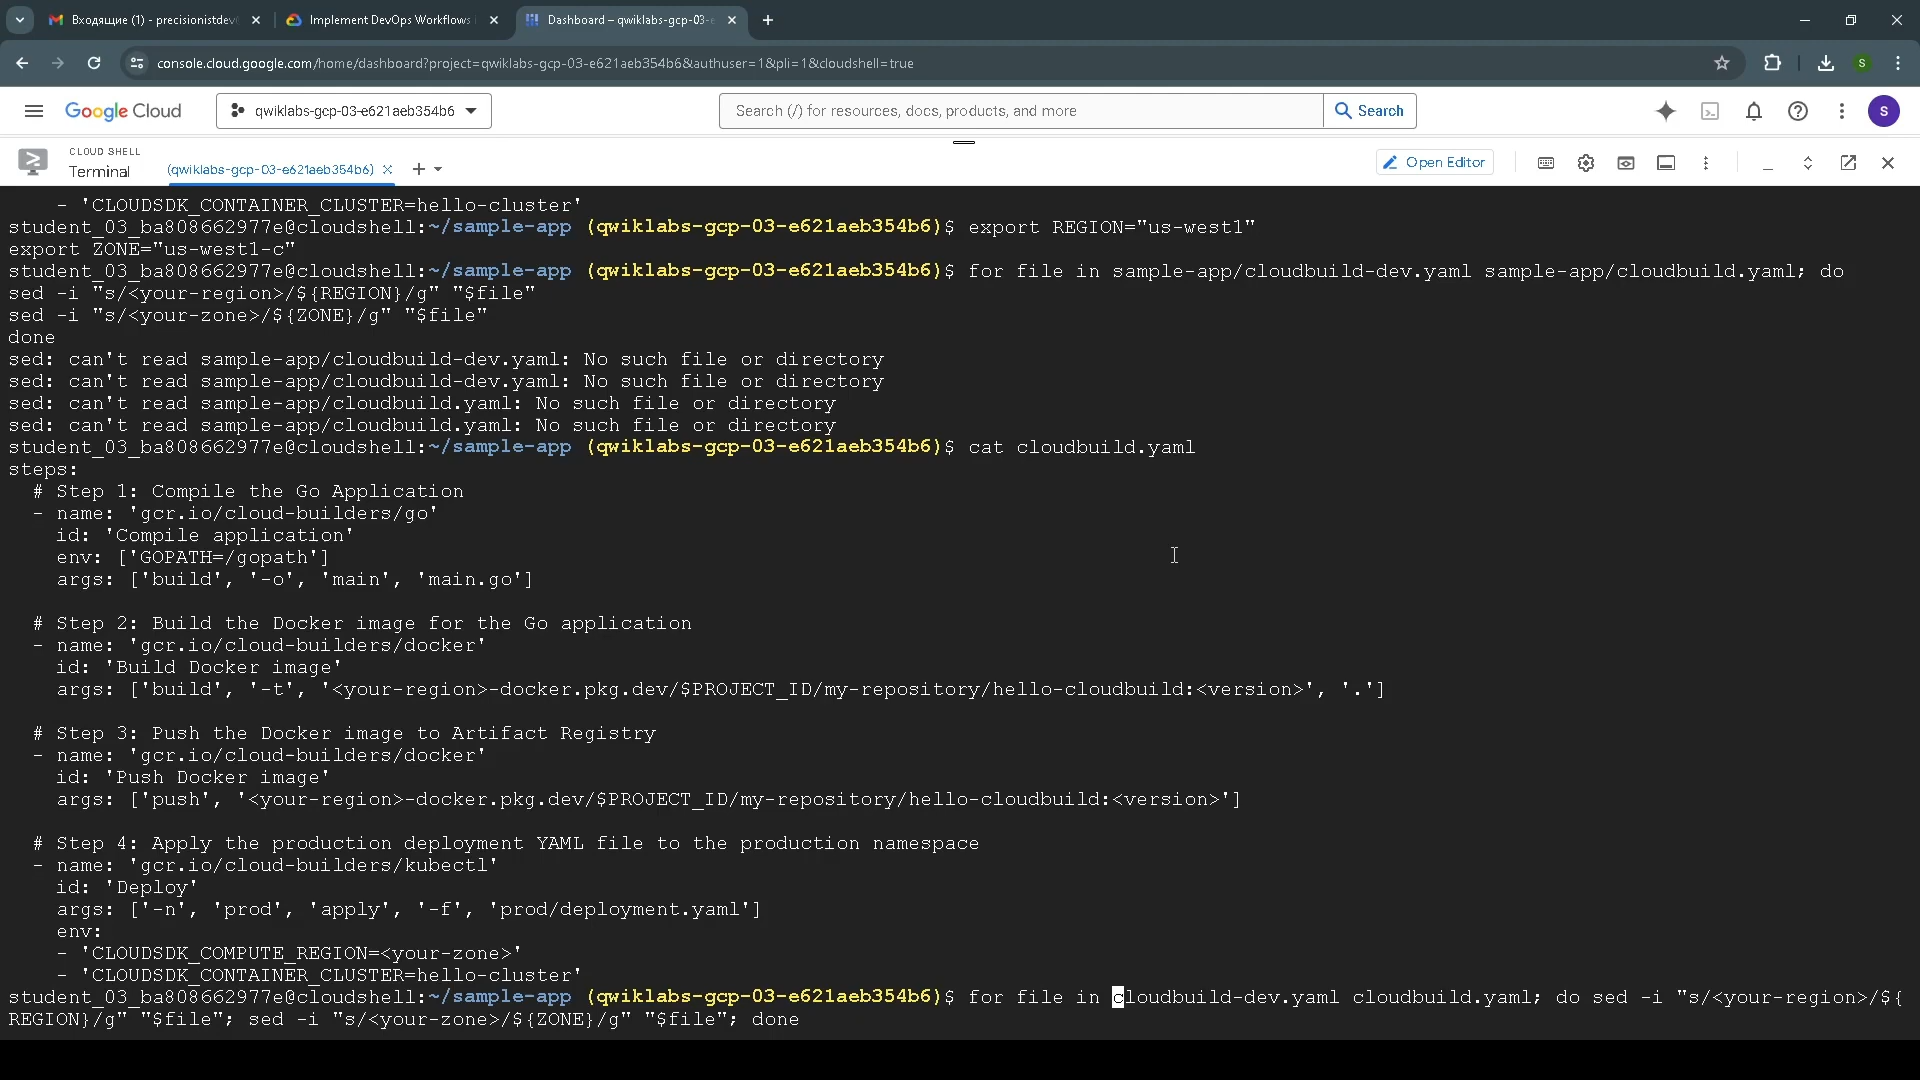 Входящие (1) - precisionistdev
Implement DevOps Workflows i
Dashboard – qwiklabs-gcp-03-e
console.cloud.google.com/home/dashboard?project=qwiklabs-gcp-03-e621aeb354b6&authuser=1&pli=1&cloudshell=true
S
Google Cloud
qwiklabs-gcp-03-e621aeb354b6
Search (/) for resources, docs, products, and more
Search
S
CLOUD SHELL
Terminal
(qwiklabs-gcp-03-e621aeb354b6)
Open Editor
    - 'CLOUDSDK_CONTAINER_CLUSTER=hello-cluster'
student_03_ba808662977e@cloudshell:~/sample-app (qwiklabs-gcp-03-e621aeb354b6)$ export REGION="us-west1"
export ZONE="us-west1-c"
student_03_ba808662977e@cloudshell:~/sample-app (qwiklabs-gcp-03-e621aeb354b6)$ for file in sample-app/cloudbuild-dev.yaml sample-app/cloudbuild.yaml; do
sed -i "s/<your-region>/${REGION}/g" "$file"
sed -i "s/<your-zone>/${ZONE}/g" "$file"
done
sed: can't read sample-app/cloudbuild-dev.yaml: No such file or directory
sed: can't read sample-app/cloudbuild-dev.yaml: No such file or directory
sed: can't read sample-app/cloudbuild.yaml: No such file or directory
sed: can't read sample-app/cloudbuild.yaml: No such file or directory
student_03_ba808662977e@cloudshell:~/sample-app (qwiklabs-gcp-03-e621aeb354b6)$ cat cloudbuild.yaml
steps:
  # Step 1: Compile the Go Application
  - name: 'gcr.io/cloud-builders/go'
    id: 'Compile application'
    env: ['GOPATH=/gopath']
    args: ['build', '-o', 'main', 'main.go']
  # Step 2: Build the Docker image for the Go application
  - name: 'gcr.io/cloud-builders/docker'
    id: 'Build Docker image'
    args: ['build', '-t', '<your-region>-docker.pkg.dev/$PROJECT_ID/my-repository/hello-cloudbuild:<version>', '.']
  # Step 3: Push the Docker image to Artifact Registry
  - name: 'gcr.io/cloud-builders/docker'
    id: 'Push Docker image'
    args: ['push', '<your-region>-docker.pkg.dev/$PROJECT_ID/my-repository/hello-cloudbuild:<version>']
  # Step 4: Apply the production deployment YAML file to the production namespace
  - name: 'gcr.io/cloud-builders/kubectl'
    id: 'Deploy'
    args: ['-n', 'prod', 'apply', '-f', 'prod/deployment.yaml']
    env:
    - 'CLOUDSDK_COMPUTE_REGION=<your-zone>'
    - 'CLOUDSDK_CONTAINER_CLUSTER=hello-cluster'
student_03_ba808662977e@cloudshell:~/sample-app (qwiklabs-gcp-03-e621aeb354b6)$ for file in cloudbuild-dev.yaml cloudbuild.yaml; do sed -i "s/<your-region>/${
REGION}/g" "$file"; sed -i "s/<your-zone>/${ZONE}/g" "$file"; done